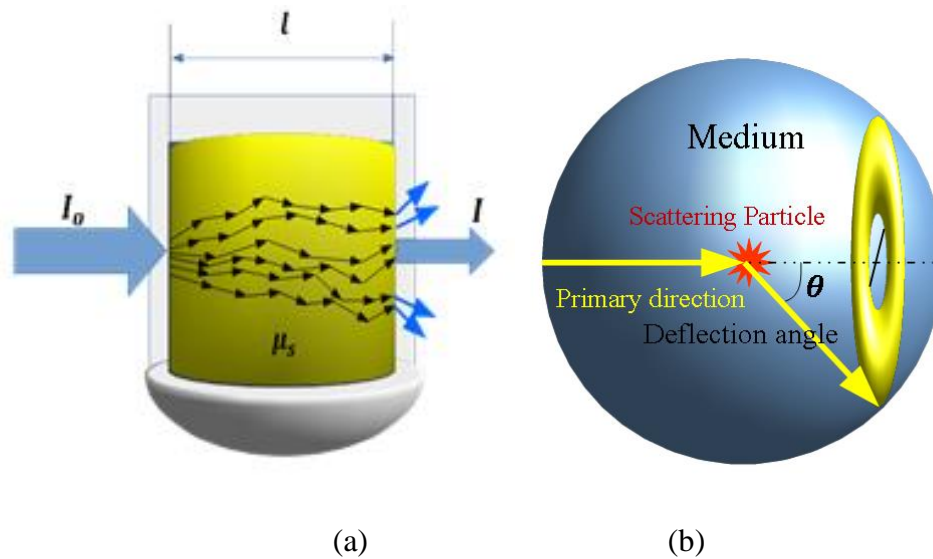 l
I₀
I
μₛ
(a)
Medium
Scattering Particle
Primary direction
θ
Deflection angle
(b)